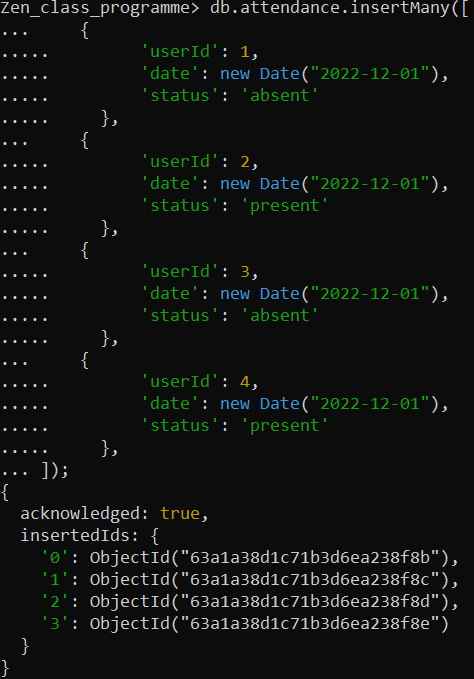 Zen_class_programme> db.attendance.insertMany([
...     {
.....         'userId': 1,
.....         'date': new Date("2022-12-01"),
.....         'status': 'absent'
.....     },
...     {
.....         'userId': 2,
.....         'date': new Date("2022-12-01"),
.....         'status': 'present'
.....     },
...     {
.....         'userId': 3,
.....         'date': new Date("2022-12-01"),
.....         'status': 'absent'
.....     },
...     {
.....         'userId': 4,
.....         'date': new Date("2022-12-01"),
.....         'status': 'present'
.....     },
... ]);
{
  acknowledged: true,
  insertedIds: {
    '0': ObjectId("63a1a38d1c71b3d6ea238f8b"),
    '1': ObjectId("63a1a38d1c71b3d6ea238f8c"),
    '2': ObjectId("63a1a38d1c71b3d6ea238f8d"),
    '3': ObjectId("63a1a38d1c71b3d6ea238f8e")
  }
}